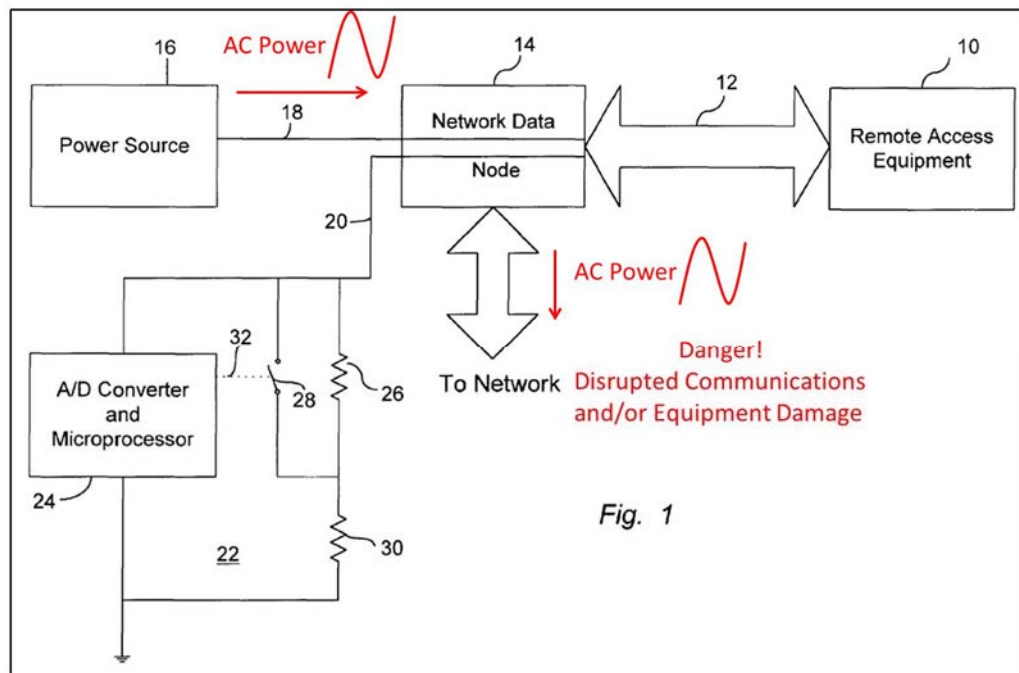 AC Power
16
14
10
12
18
Power Source
Network Data
Node
Remote Access
Equipment
20
AC Power
32
28
26
A/D Converter
and
Microprocessor
To Network
Danger!
Disrupted Communications
and/or Equipment Damage
24
22
30
Fig. 1